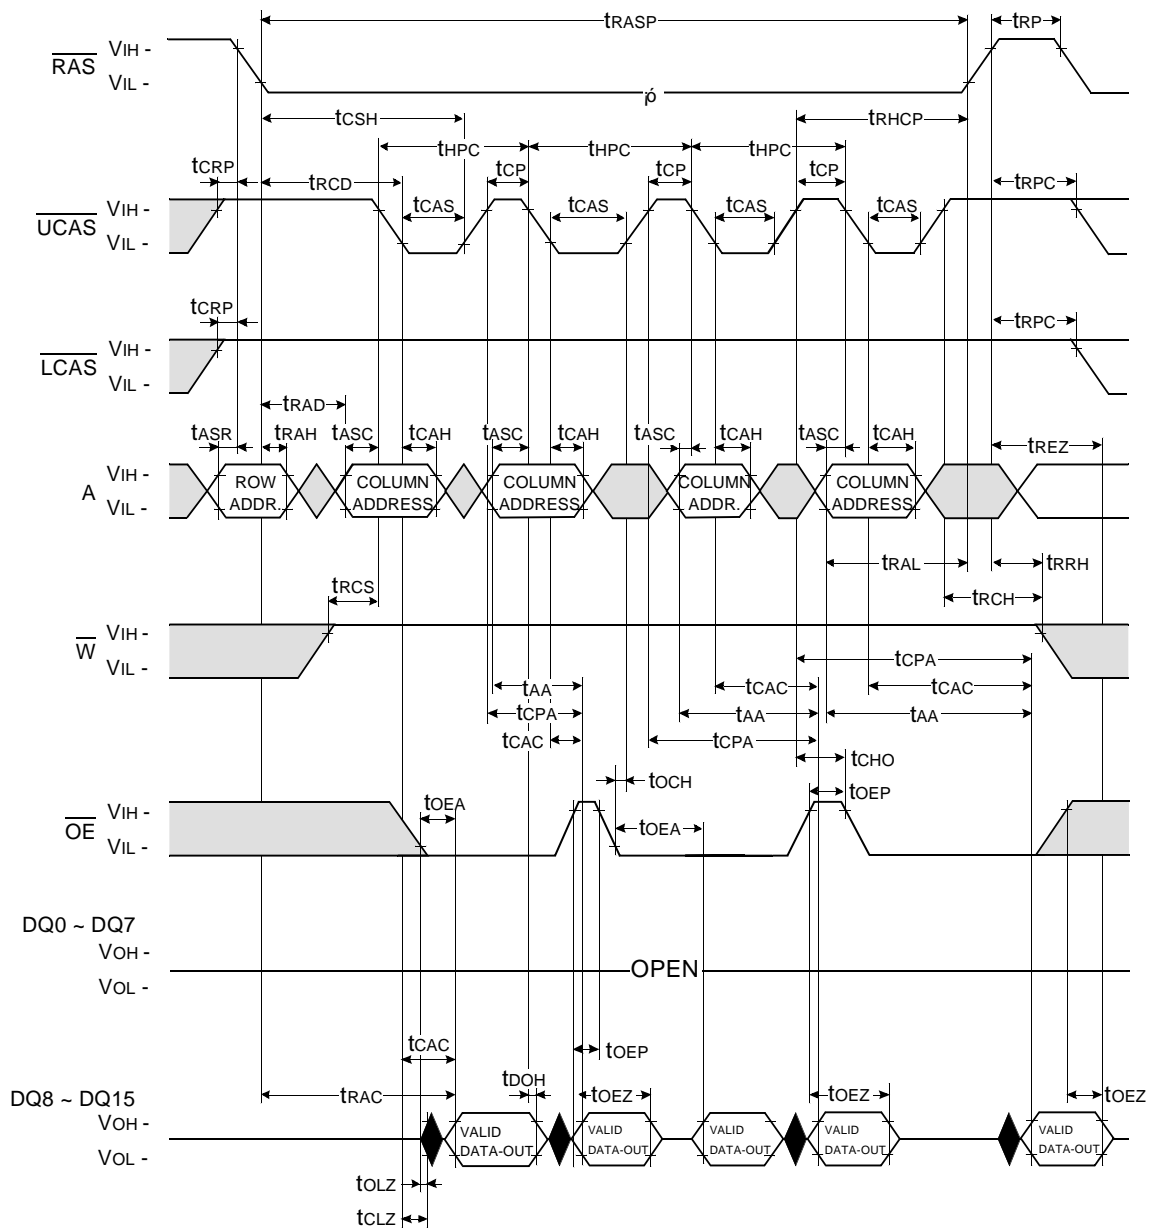 tRASP
tRP
RAS
VIH -
VIL -
tCSH
tRHCP
tHPC
tHPC
tHPC
tCRP
tRCD
tCP
tCP
tCP
tRPC
tCAS
tCAS
tCAS
tCAS
UCAS
VIH -
VIL -
tCRP
tRPC
LCAS
VIH -
VIL -
tRAD
tASR
tRAH
tASC
tCAH
tASC
tCAH
tASC
tCAH
tASC
tCAH
tREZ
A
VIH -
VIL -
ROW
ADDR.
COLUMN
ADDRESS
COLUMN
ADDRESS
COLUMN
ADDR.
COLUMN
ADDRESS
tRAL
tRRH
tRCS
tRCH
W
VIH -
VIL -
tCPA
tAA
tCAC
tCAC
tCPA
tAA
tAA
tCAC
tCPA
tCHO
tOCH
tOEP
OE
VIH -
VIL -
tOEA
tOEA
DQ0 ~ DQ7
VOH -
VOL -
OPEN
tCAC
tOEP
tDOH
tRAC
tOEZ
tOEZ
tOEZ
DQ8 ~ DQ15
VOH -
VOL -
VALID
DATA-OUT
VALID
DATA-OUT
VALID
DATA-OUT
VALID
DATA-OUT
VALID
DATA-OUT
tOLZ
tCLZ